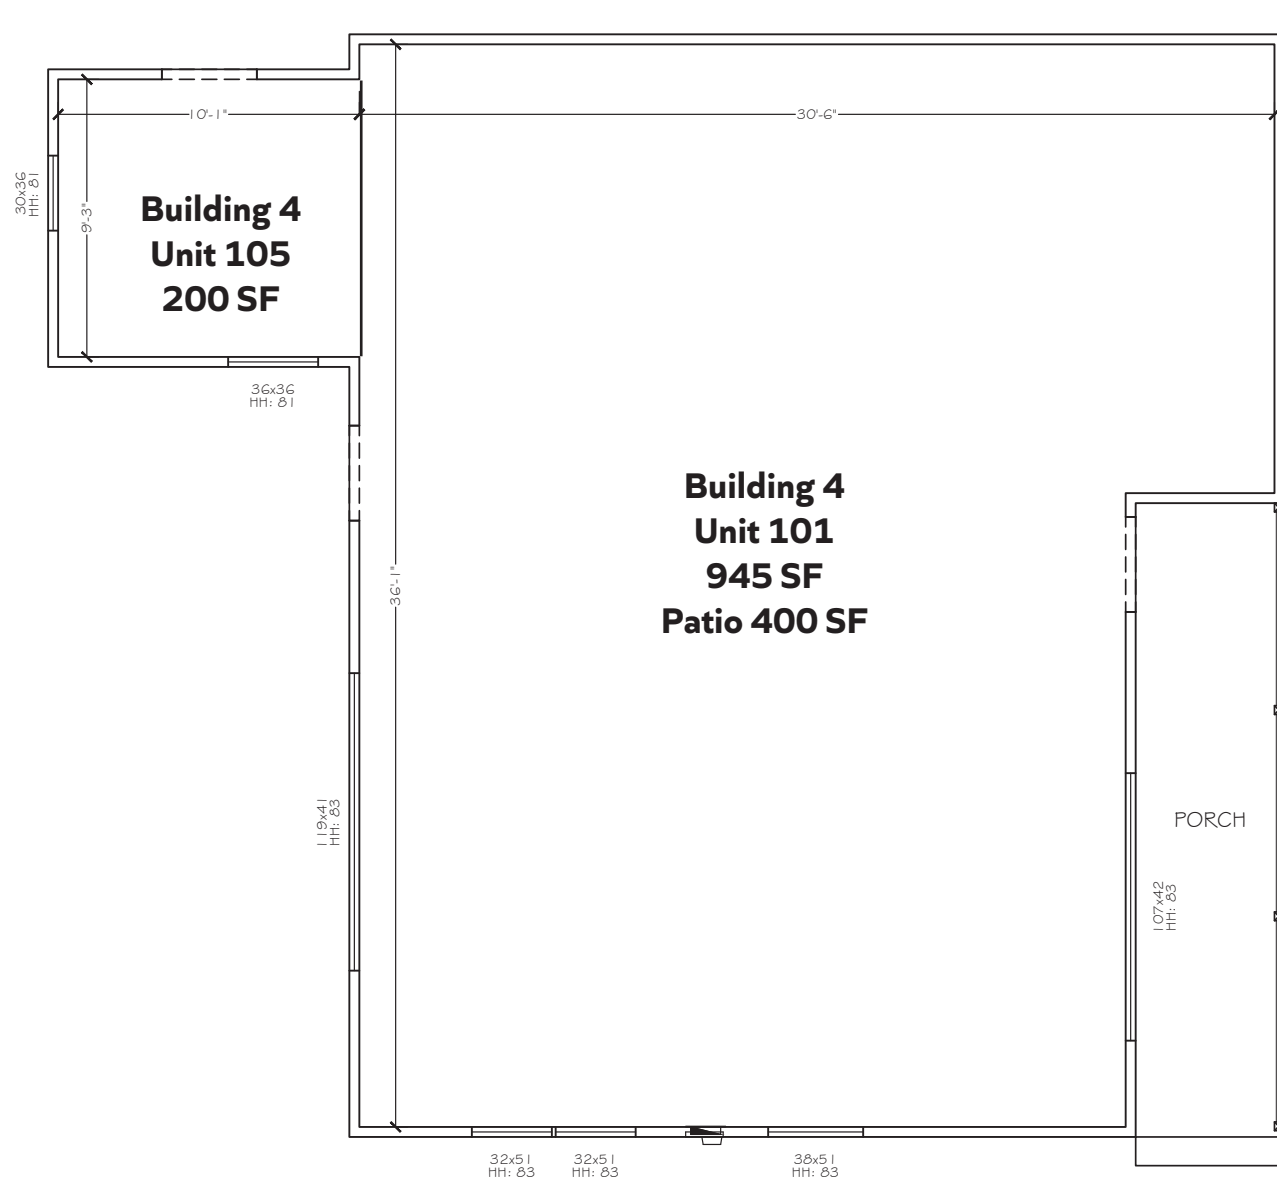 10'-1"
30'-6"
30x36
HH: 81
9'-3"
Building 4
Unit 105
200 SF
36x36
HH: 81
Building 4
Unit 101
945 SF
Patio 400 SF
36'-1"
119x41
HH: 83
PORCH
107x42
HH: 83
32x51
HH: 83
32x51
HH: 83
38x51
HH: 83